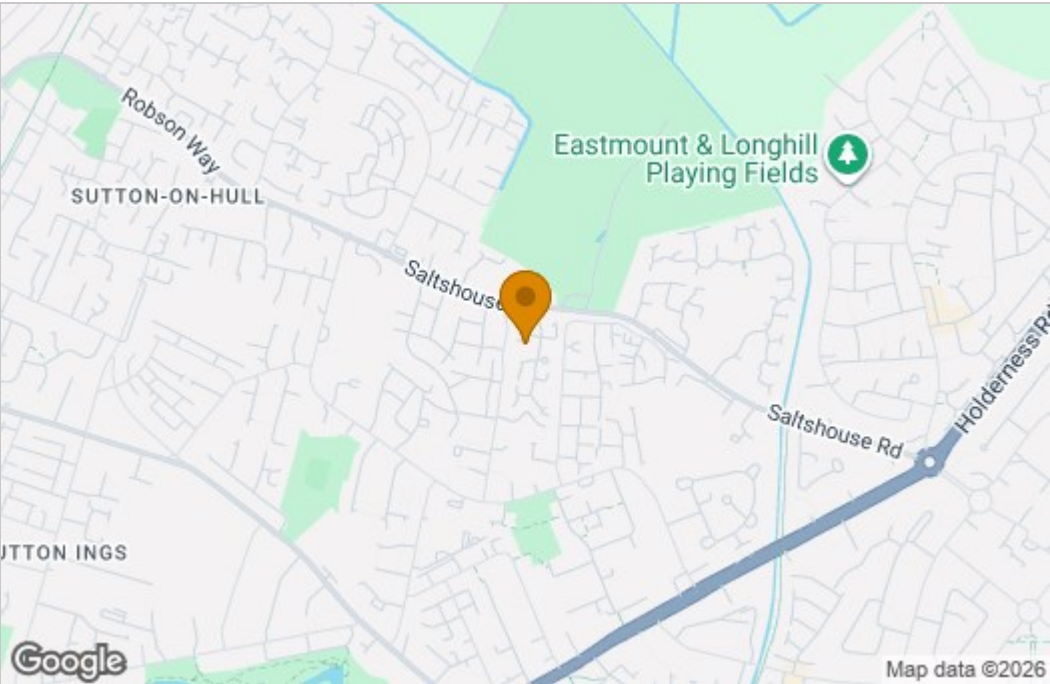 Robson Way
Eastmount & Longhill
Playing Fields
SUTTON-ON-HULL
Saltshouse
Holderness Rd
Saltshouse Rd
UTTON INGS
Google
Map data ©2026